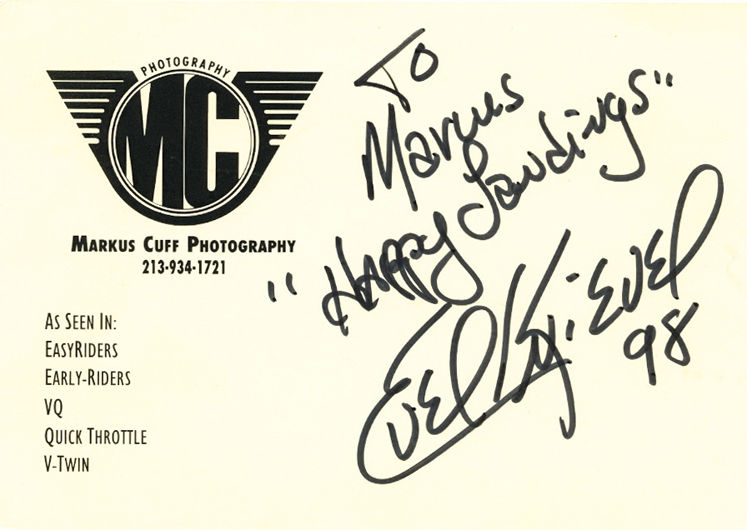 PHOTOGRAPHY
MC
MARKUS CUFF PHOTOGRAPHY
213·934·1721
AS SEEN IN:
EASYRIDERS
EARLY-RIDERS
VQ
QUICK THROTTLE
V-TWIN
To
Marcus
"Happy Landings"
Evel Knievel
98